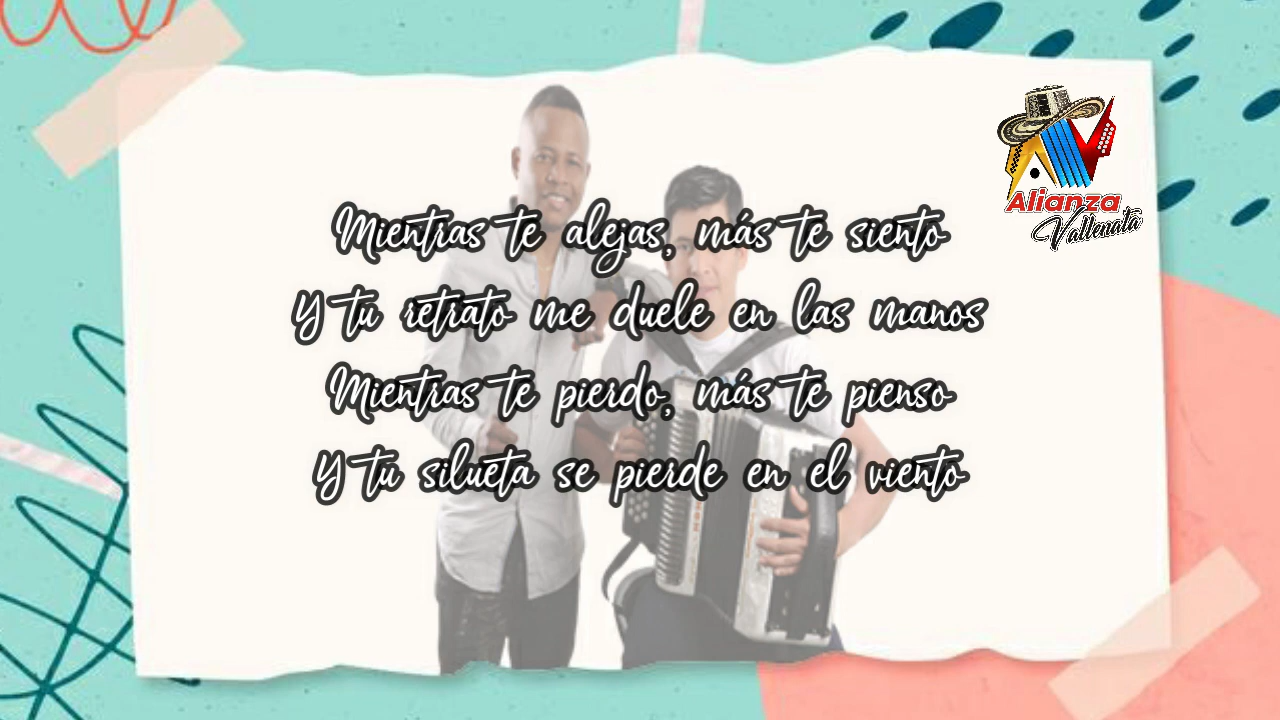 Alianza
Vallenata
Mientras te alejas, más te siento
Y tu retrato me duele en las manos
Mientras te pierdo, más te pienso
Y tu silueta se pierde en el viento